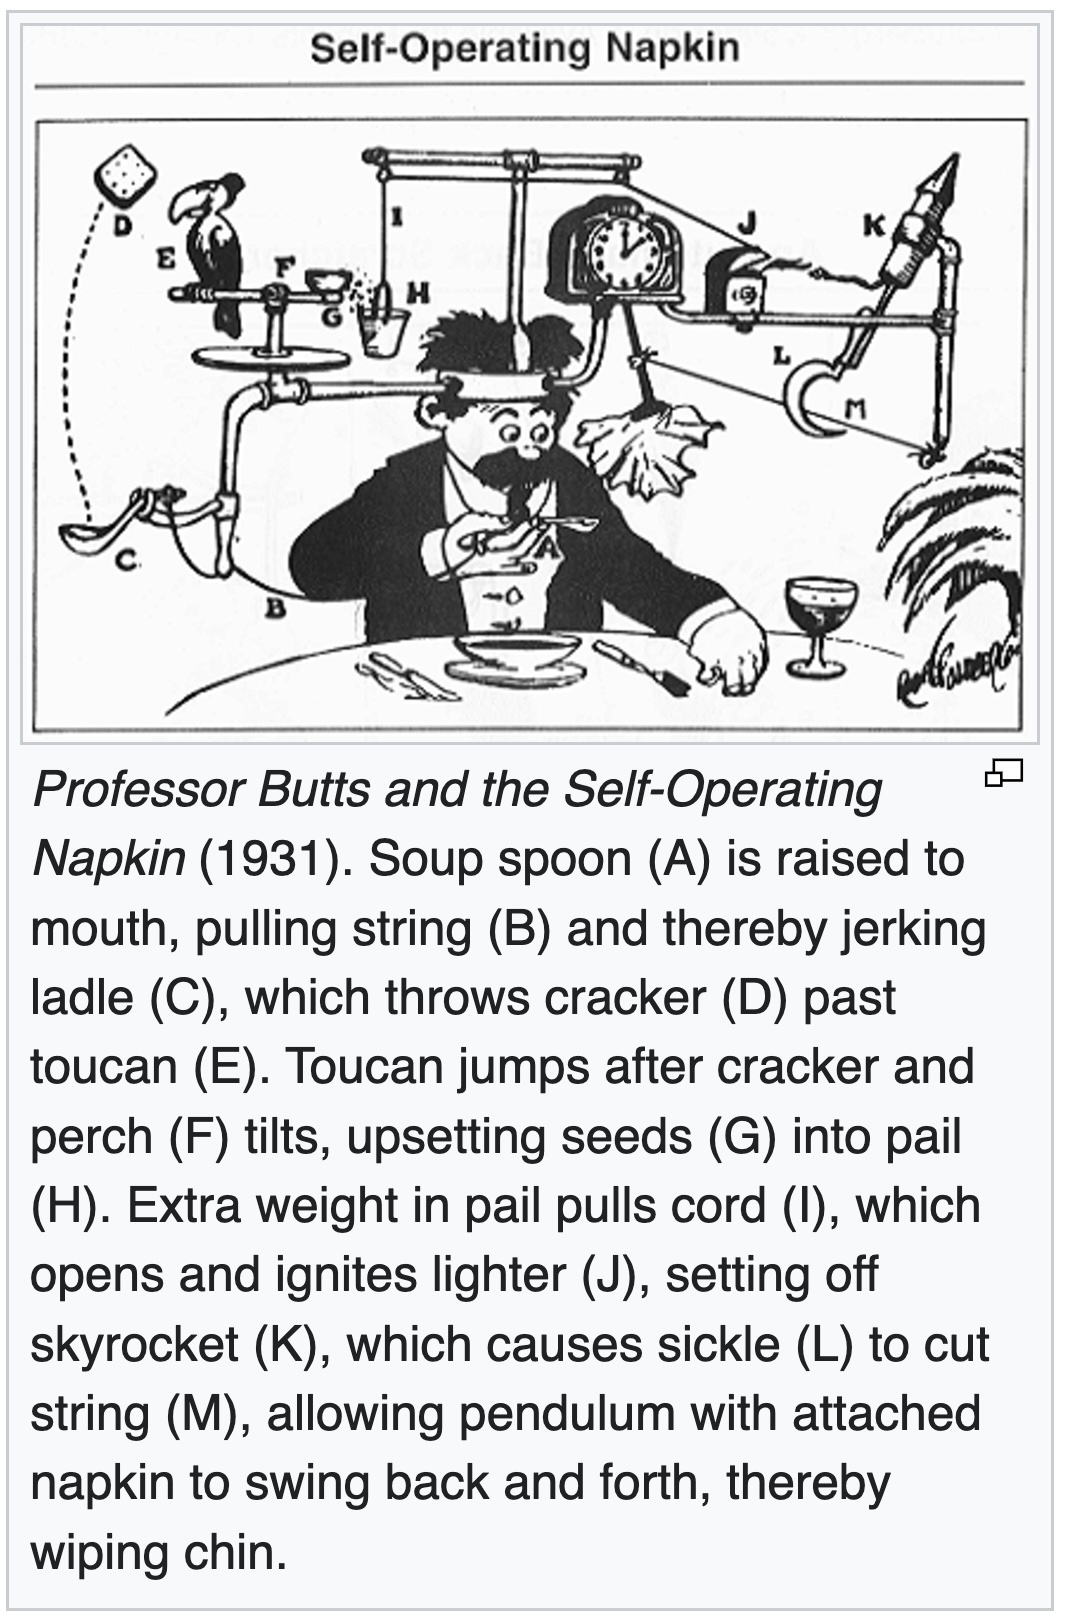 Self-Operating Napkin
D
E
F
G
I
H
J
K
L
M
C.
B
A
Professor Butts and the Self-Operating
Napkin (1931). Soup spoon (A) is raised to
mouth, pulling string (B) and thereby jerking
ladle (C), which throws cracker (D) past
toucan (E). Toucan jumps after cracker and
perch (F) tilts, upsetting seeds (G) into pail
(H). Extra weight in pail pulls cord (I), which
opens and ignites lighter (J), setting off
skyrocket (K), which causes sickle (L) to cut
string (M), allowing pendulum with attached
napkin to swing back and forth, thereby
wiping chin.